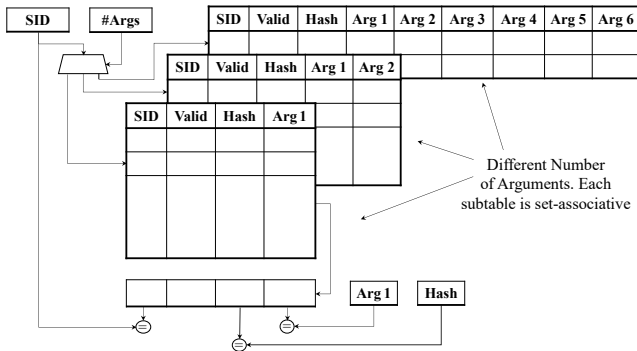 SID #Args
SID Valid Hash Arg 1 Arg 2 Arg 3 Arg 4 Arg 5 Arg 6
SID Valid Hash Arg 1 Arg 2
SID Valid Hash Arg 1
Different Number
of Arguments. Each
subtable is set-associative
Arg 1 Hash
=
=
=